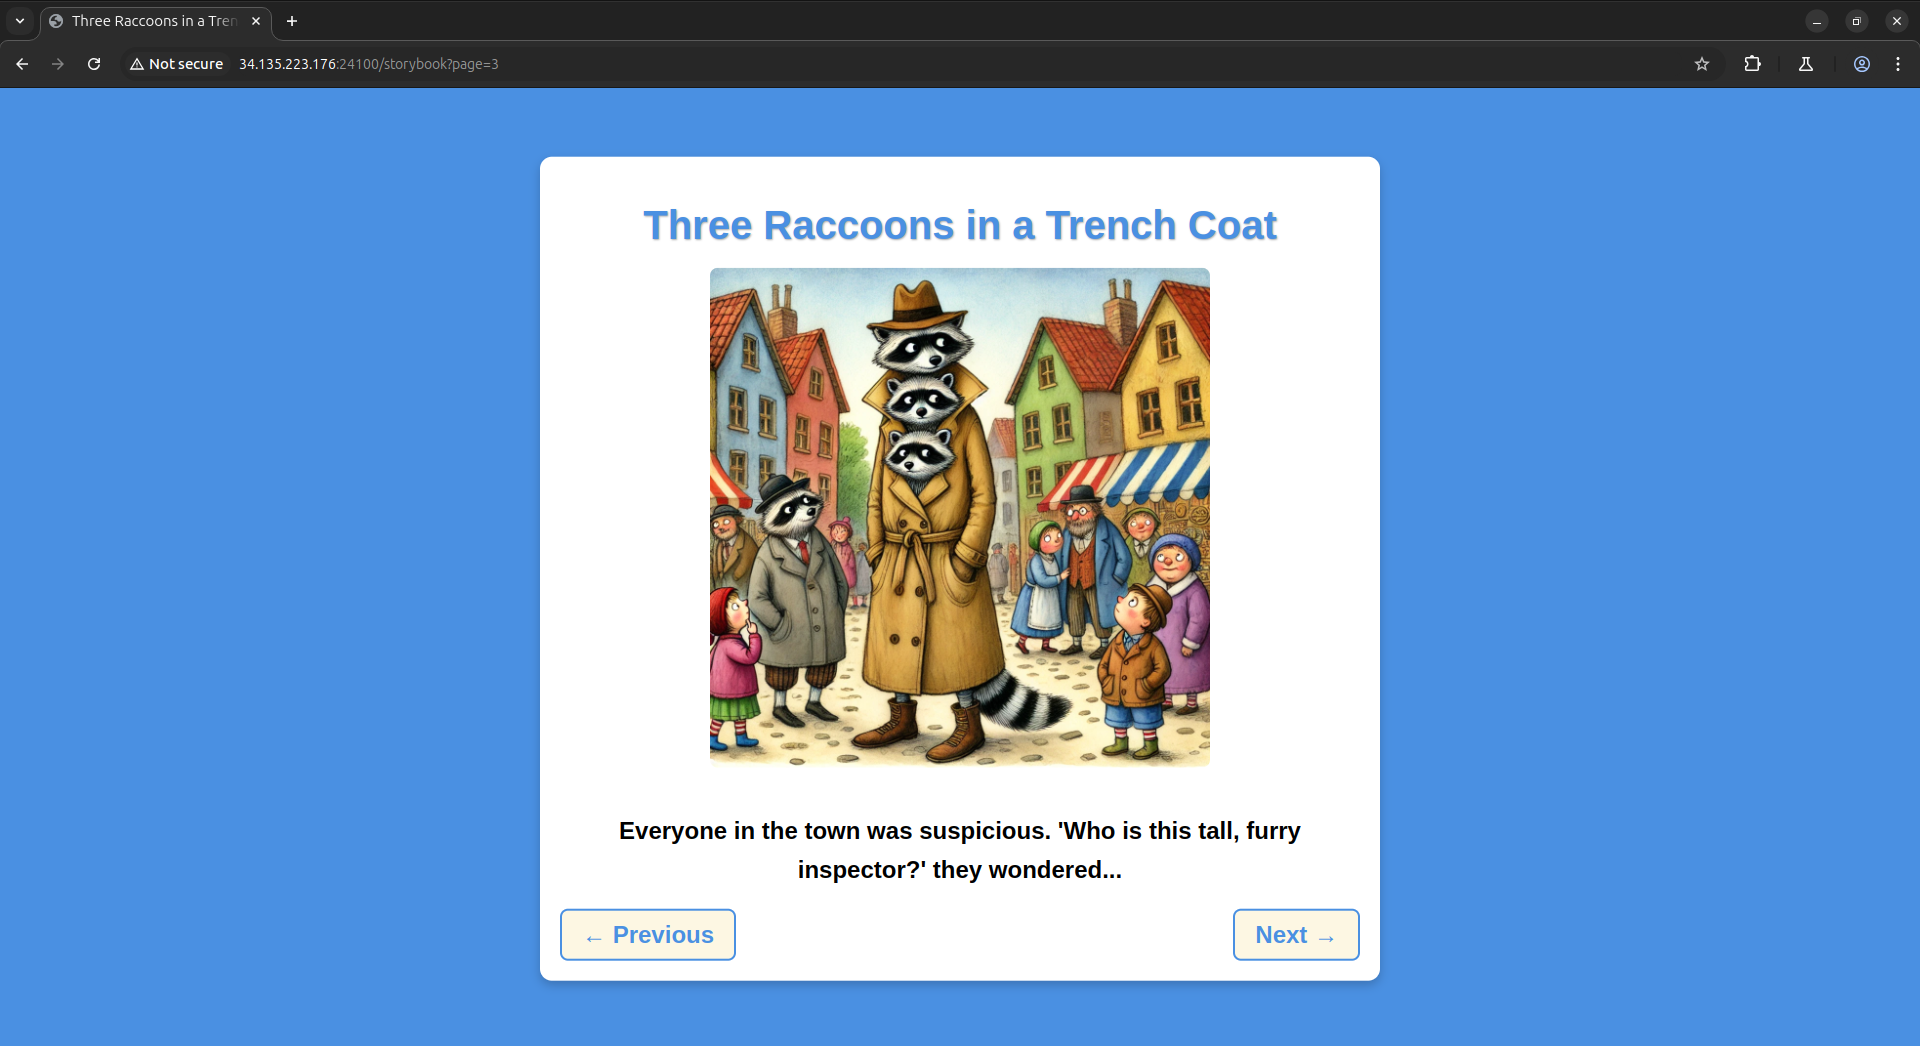 Three Raccoons in a Tren
Not secure 34.135.223.176:24100/storybook?page=3
Three Raccoons in a Trench Coat
Everyone in the town was suspicious. 'Who is this tall, furry
inspector?' they wondered...
← Previous
Next →